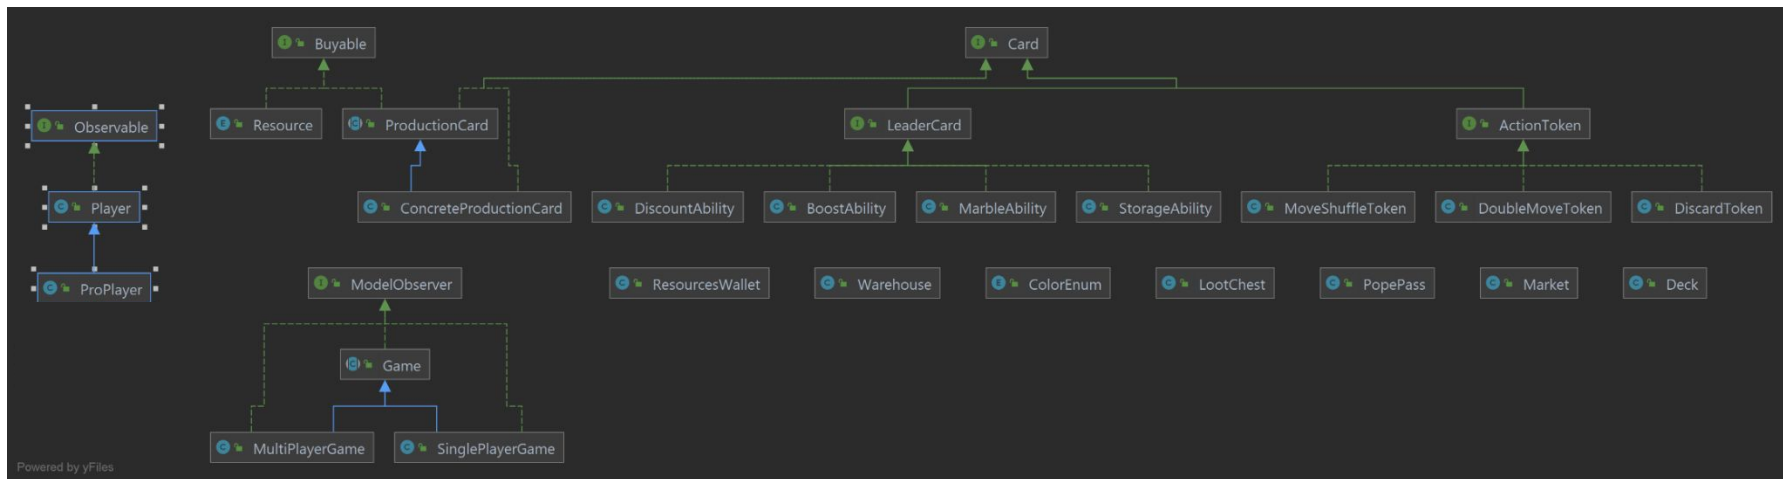 Buyable
Card
Observable
Resource
ProductionCard
LeaderCard
ActionToken
Player
ConcreteProductionCard
DiscountAbility
BoostAbility
MarbleAbility
StorageAbility
MoveShuffleToken
DoubleMoveToken
DiscardToken
ProPlayer
ModelObserver
ResourcesWallet
Warehouse
ColorEnum
LootChest
PopePass
Market
Deck
Game
MultiPlayerGame
SinglePlayerGame
Powered by yFiles